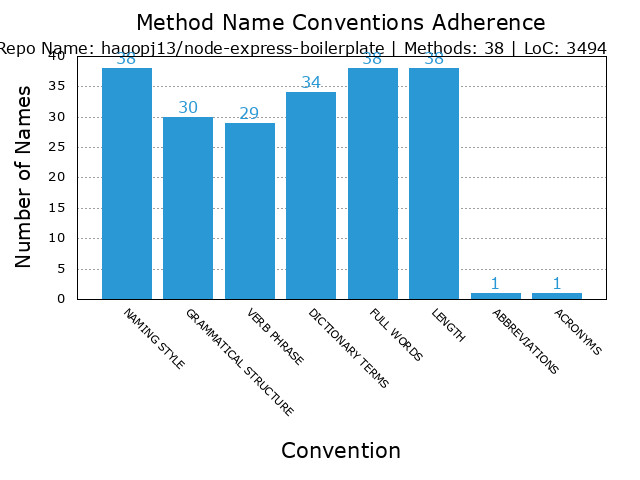 Method Name Conventions Adherence
Repo Name: hagopj13/node-express-boilerplate | Methods: 38 | LoC: 3494
Number of Names
40
35
30
25
20
15
10
5
0
38
30
29
34
38
38
1
1
NAMING STYLE
GRAMMATICAL STRUCTURE
VERB PHRASE
DICTIONARY TERMS
FULL WORDS
LENGTH
ABBREVIATIONS
ACRONYMS
Convention